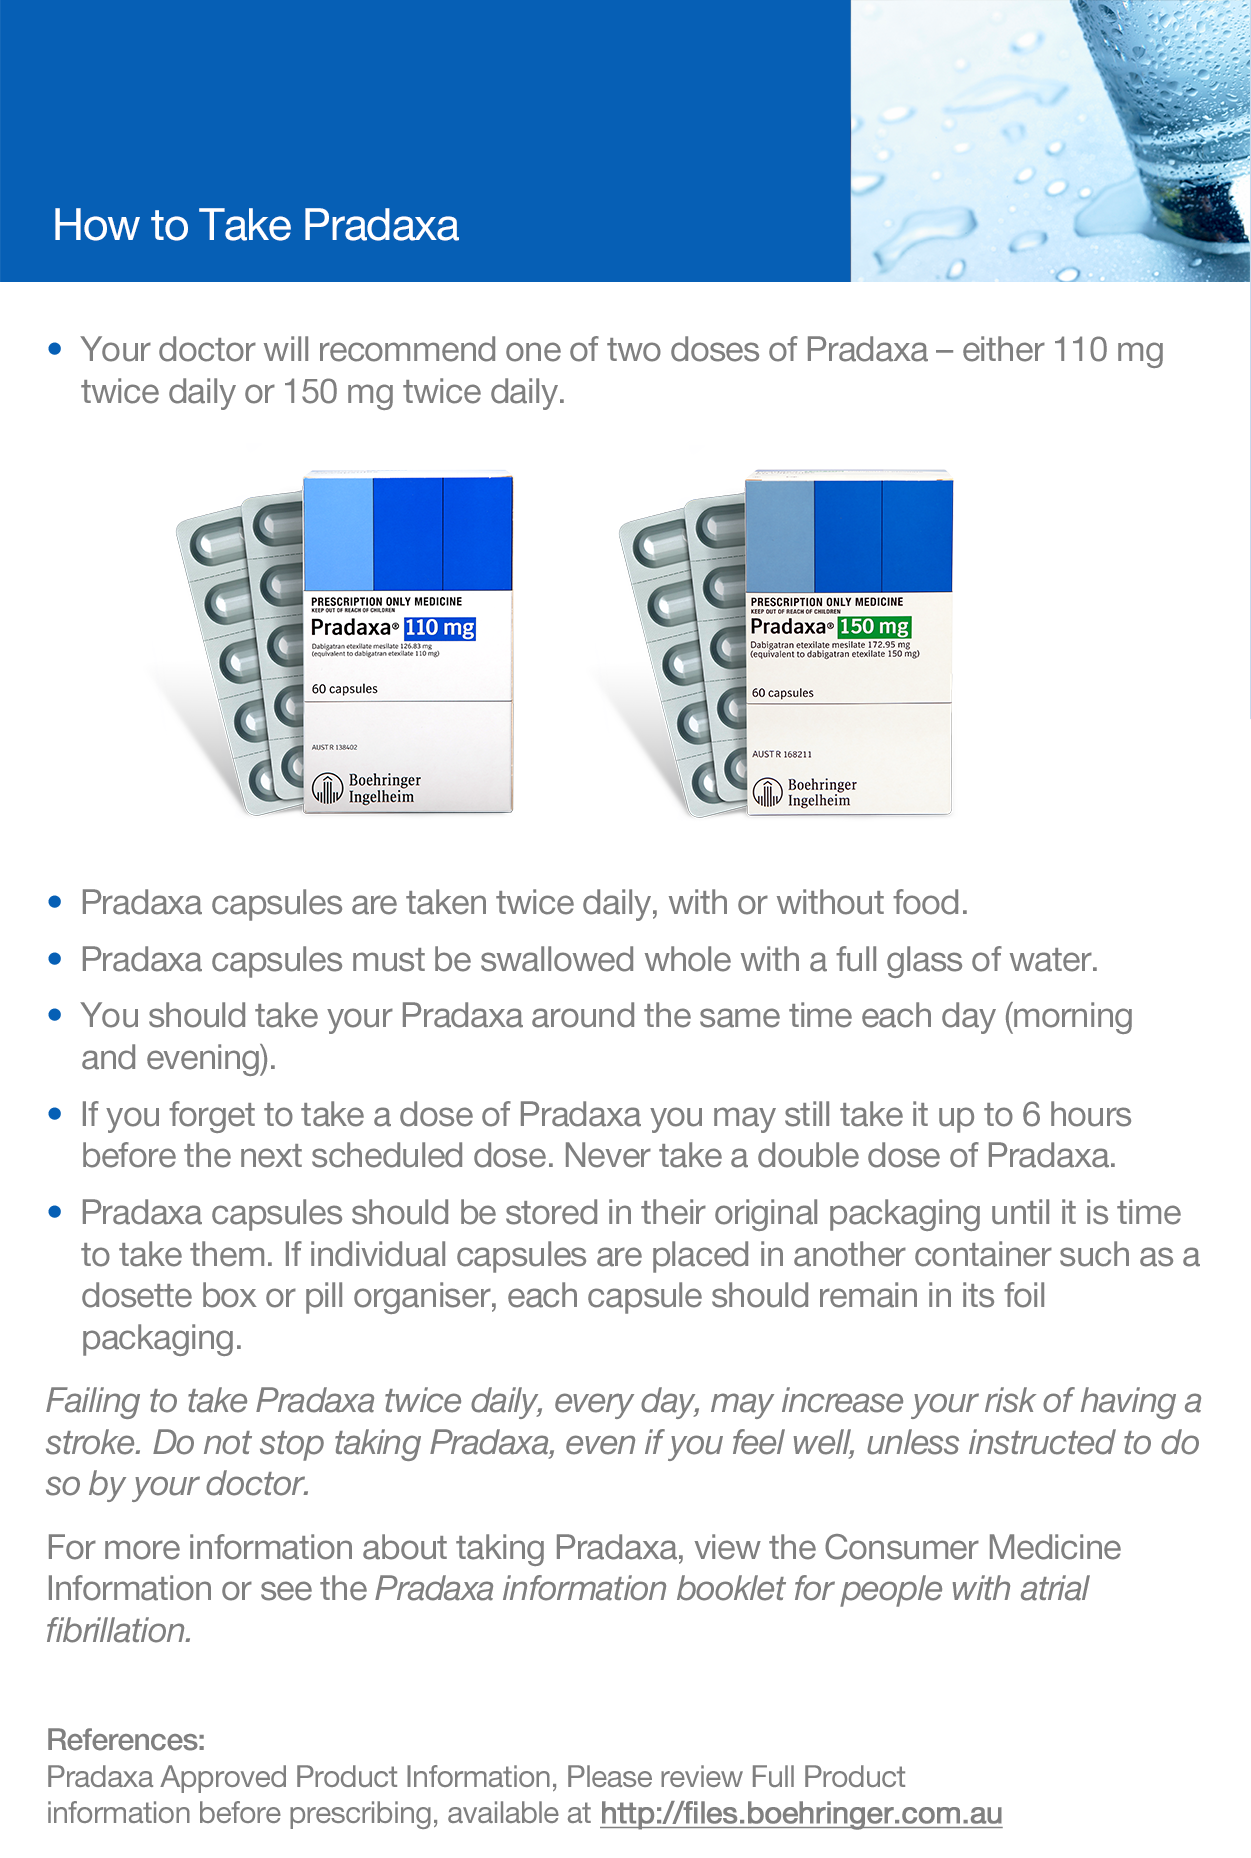 How to Take Pradaxa
• Your doctor will recommend one of two doses of Pradaxa – either 110 mg
twice daily or 150 mg twice daily.
PRESCRIPTION ONLY MEDICINE
KEEP OUT OF REACH OF CHILDREN
Pradaxa® 110 mg
Dabigatran etexilate mesilate 126.83 mg
(equivalent to dabigatran etexilate 110 mg)
60 capsules
AUST R 138402
Boehringer
Ingelheim
PRESCRIPTION ONLY MEDICINE
KEEP OUT OF REACH OF CHILDREN
Pradaxa® 150 mg
Dabigatran etexilate mesilate 172.95 mg
(equivalent to dabigatran etexilate 150 mg)
60 capsules
AUST R 168211
Boehringer
Ingelheim
• Pradaxa capsules are taken twice daily, with or without food.
• Pradaxa capsules must be swallowed whole with a full glass of water.
• You should take your Pradaxa around the same time each day (morning
and evening).
• If you forget to take a dose of Pradaxa you may still take it up to 6 hours
before the next scheduled dose. Never take a double dose of Pradaxa.
• Pradaxa capsules should be stored in their original packaging until it is time
to take them. If individual capsules are placed in another container such as a
dosette box or pill organiser, each capsule should remain in its foil
packaging.
Failing to take Pradaxa twice daily, every day, may increase your risk of having a
stroke. Do not stop taking Pradaxa, even if you feel well, unless instructed to do
so by your doctor.
For more information about taking Pradaxa, view the Consumer Medicine
Information or see the Pradaxa information booklet for people with atrial
fibrillation.
References:
Pradaxa Approved Product Information, Please review Full Product
information before prescribing, available at http://files.boehringer.com.au